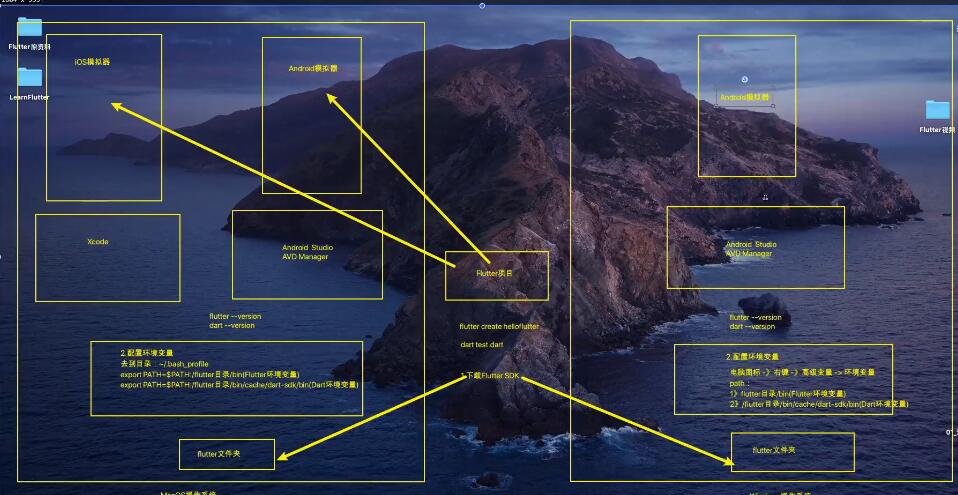 Flutter原资料
LearnFlutter
iOS模拟器
Android模拟器
Xcode
Android Studio
AVD Manager
flutter --version
dart --version
2.配置环境变量
去到目录：~/.bash_profile
export PATH=$PATH:/flutter目录/bin(Flutter环境变量)
export PATH=$PATH:/flutter目录/bin/cache/dart-sdk/bin(Dart环境变量)
flutter文件夹
MacOS操作系统
Flutter项目
flutter create helloflutter
dart test.dart
1.下载Flutter SDK
Android模拟器
Android Studio
AVD Manager
flutter --version
dart --version
2.配置环境变量
电脑图标 -》右键 -》高级变量 -> 环境变量
path：
1》flutter目录/bin(Flutter环境变量)
2》/flutter目录/bin/cache/dart-sdk/bin(Dart环境变量)
flutter文件夹
Flutter视频